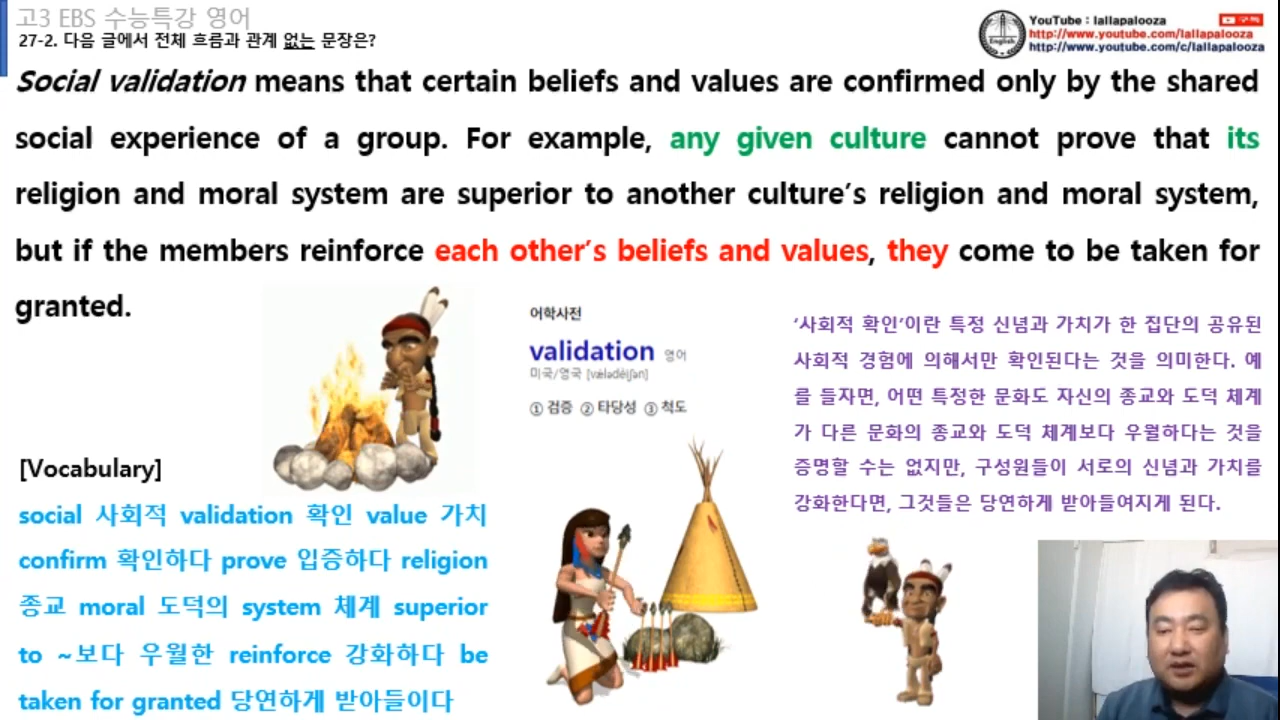 고3 EBS 수능특강 영어
27-2. 다음 글에서 전체 흐름과 관계 없는 문장은?
YouTube : lallapalooza
구독
http://www.youtube.com/lallapalooza
http://www.youtube.com/c/lallapalooza
English
Social validation means that certain beliefs and values are confirmed only by the shared
social experience of a group. For example, any given culture cannot prove that its
religion and moral system are superior to another culture's religion and moral system,
but if the members reinforce each other's beliefs and values, they come to be taken for
granted.
어학사전
validation 영어
미국/영국 [vælədéiʃən]
① 검증 ② 타당성 ③ 척도
'사회적 확인'이란 특정 신념과 가치가 한 집단의 공유된
사회적 경험에 의해서만 확인된다는 것을 의미한다. 예
를 들자면, 어떤 특정한 문화도 자신의 종교와 도덕 체계
가 다른 문화의 종교와 도덕 체계보다 우월하다는 것을
증명할 수는 없지만, 구성원들이 서로의 신념과 가치를
강화한다면, 그것들은 당연하게 받아들여지게 된다.
[Vocabulary]
social 사회적 validation 확인 value 가치
confirm 확인하다 prove 입증하다 religion
종교 moral 도덕의 system 체계 superior
to ~보다 우월한 reinforce 강화하다 be
taken for granted 당연하게 받아들이다